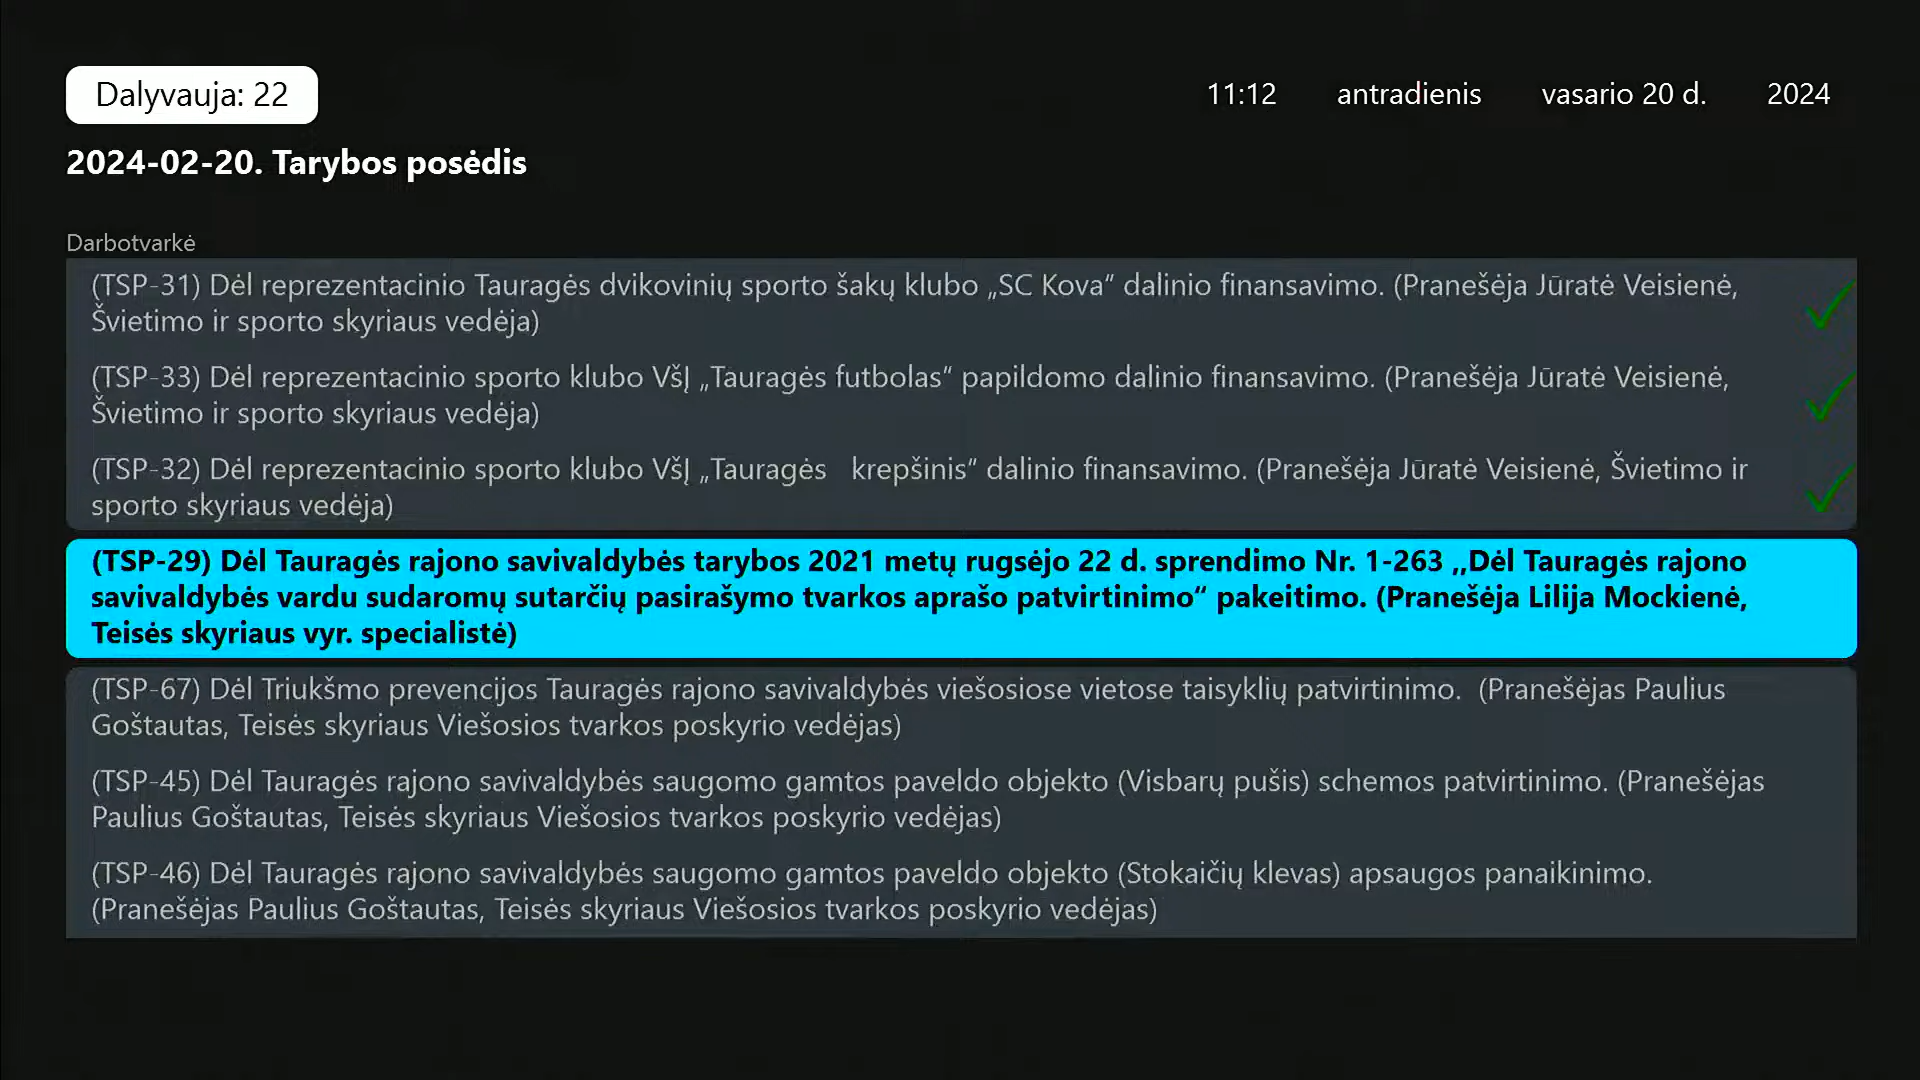 Dalyvauja: 22
11:12 antradienis vasario 20 d. 2024
2024-02-20. Tarybos posėdis
Darbotvarkė
(TSP-31) Dėl reprezentacinio Tauragės dvikovinių sporto šakų klubo „SC Kova“ dalinio finansavimo. (Pranešėja Jūratė Veisienė,
Švietimo ir sporto skyriaus vedėja)
(TSP-33) Dėl reprezentacinio sporto klubo VšĮ „Tauragės futbolas“ papildomo dalinio finansavimo. (Pranešėja Jūratė Veisienė,
Švietimo ir sporto skyriaus vedėja)
(TSP-32) Dėl reprezentacinio sporto klubo VšĮ „Tauragės   krepšinis” dalinio finansavimo. (Pranešėja Jūratė Veisienė, Švietimo ir
sporto skyriaus vedėja)
(TSP-29) Dėl Tauragės rajono savivaldybės tarybos 2021 metų rugsėjo 22 d. sprendimo Nr. 1-263 ,,Dėl Tauragės rajono
savivaldybės vardu sudaromų sutarčių pasirašymo tvarkos aprašo patvirtinimo“ pakeitimo. (Pranešėja Lilija Mockienė,
Teisės skyriaus vyr. specialistė)
(TSP-67) Dėl Triukšmo prevencijos Tauragės rajono savivaldybės viešosiose vietose taisyklių patvirtinimo.  (Pranešėjas Paulius
Goštautas, Teisės skyriaus Viešosios tvarkos poskyrio vedėjas)
(TSP-45) Dėl Tauragės rajono savivaldybės saugomo gamtos paveldo objekto (Visbarų pušis) schemos patvirtinimo. (Pranešėjas
Paulius Goštautas, Teisės skyriaus Viešosios tvarkos poskyrio vedėjas)
(TSP-46) Dėl Tauragės rajono savivaldybės saugomo gamtos paveldo objekto (Stokaičių klevas) apsaugos panaikinimo.
(Pranešėjas Paulius Goštautas, Teisės skyriaus Viešosios tvarkos poskyrio vedėjas)